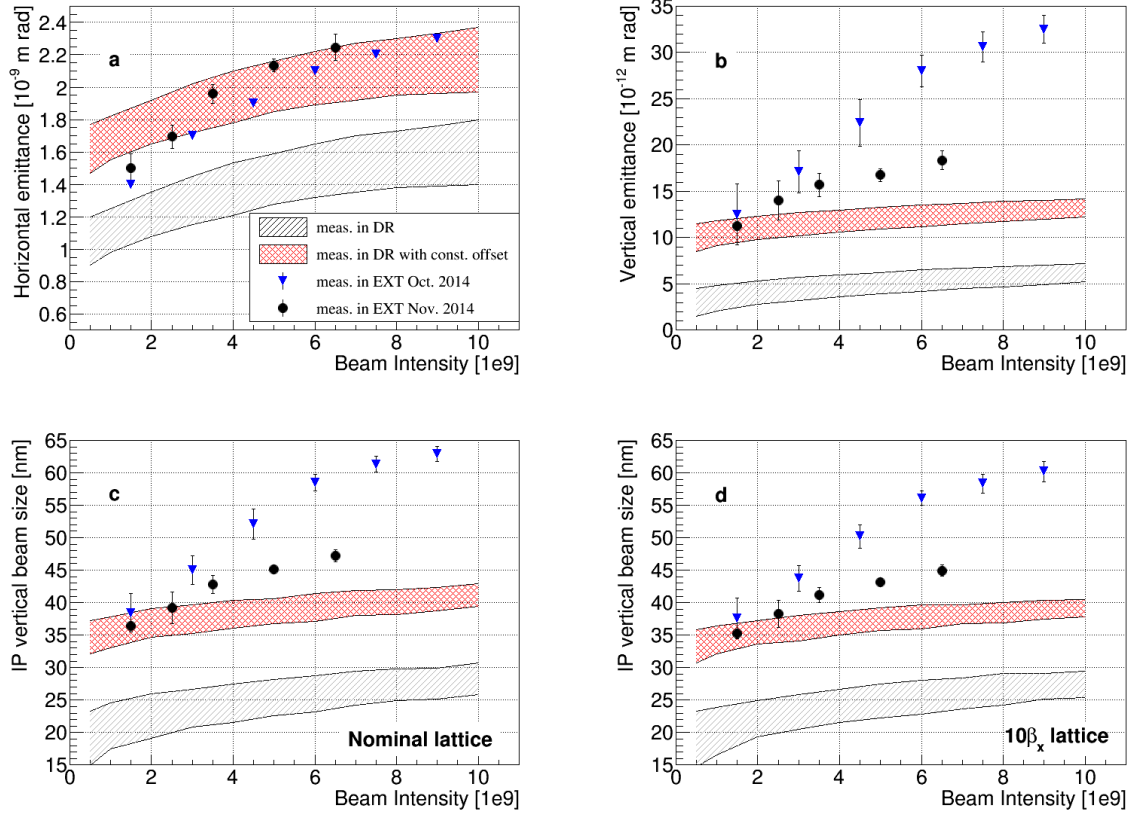 Horizontal emittance [10⁻⁹ m rad]
2.4
2.2
2
1.8
1.6
1.4
1.2
1
0.8
0.6
a
meas. in DR
meas. in DR with const. offset
meas. in EXT Oct. 2014
meas. in EXT Nov. 2014
0 2 4 6 8 10
Beam Intensity [1e9]
Vertical emittance [10⁻¹² m rad]
35
30
25
20
15
10
5
0
b
0 2 4 6 8 10
Beam Intensity [1e9]
IP vertical beam size [nm]
65
60
55
50
45
40
35
30
25
20
15
c
Nominal lattice
0 2 4 6 8 10
Beam Intensity [1e9]
IP vertical beam size [nm]
65
60
55
50
45
40
35
30
25
20
15
d
10βₓ lattice
0 2 4 6 8 10
Beam Intensity [1e9]